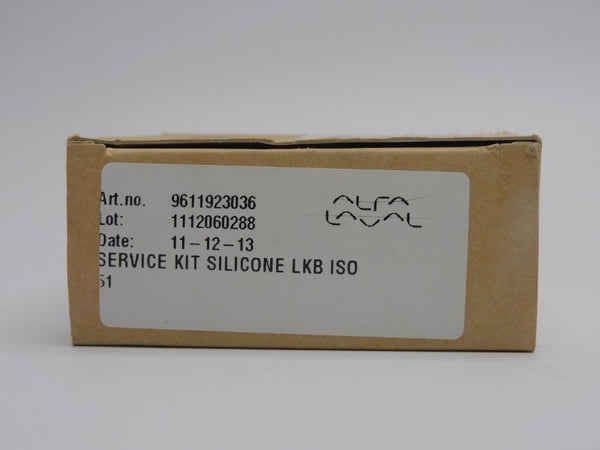 Art.no. 9611923036
Lot: 1112060288
Date: 11-12-13
ALFA
LAVAL
SERVICE KIT SILICONE LKB ISO
51